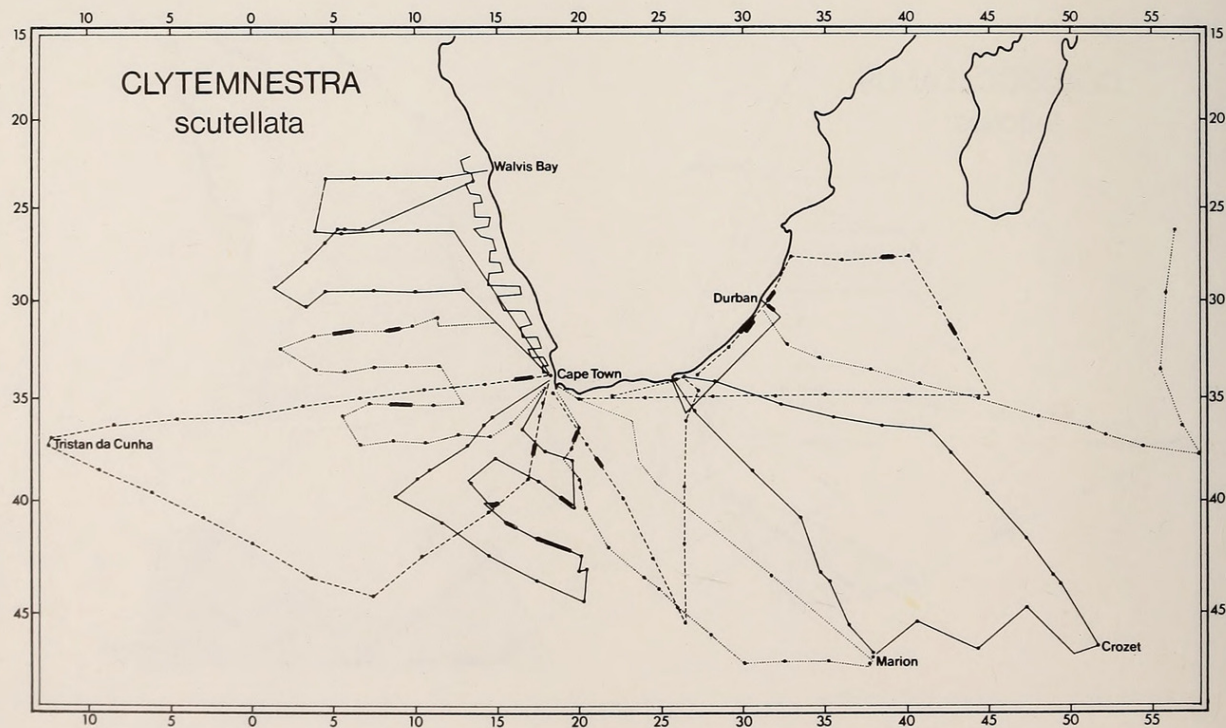 10 5 0 5 10 15 20 25 30 35 40 45 50 55
15 15
CLYTEMNESTRA
scutellata
20 20
Walvis Bay
25 25
30 Durban 30
Cape Town
35 35
Tristan da Cunha
40 40
45 45
Marion Crozet
10 5 0 5 10 15 20 25 30 35 40 45 50 55